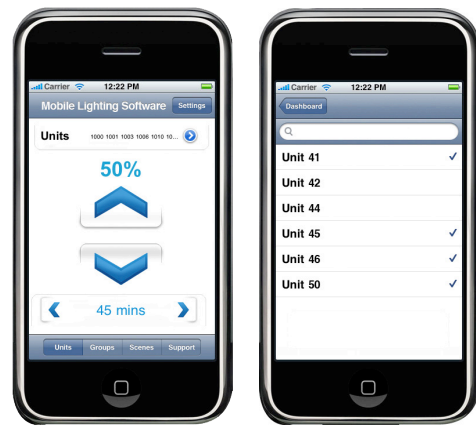 Carrier 12:22 PM
Mobile Lighting Software Settings
Units 1000 1001 1003 1006 1010 10...
50%
45 mins
Units Groups Scenes Support
Carrier 12:22 PM
Dashboard
Unit 41
Unit 42
Unit 44
Unit 45
Unit 46
Unit 50